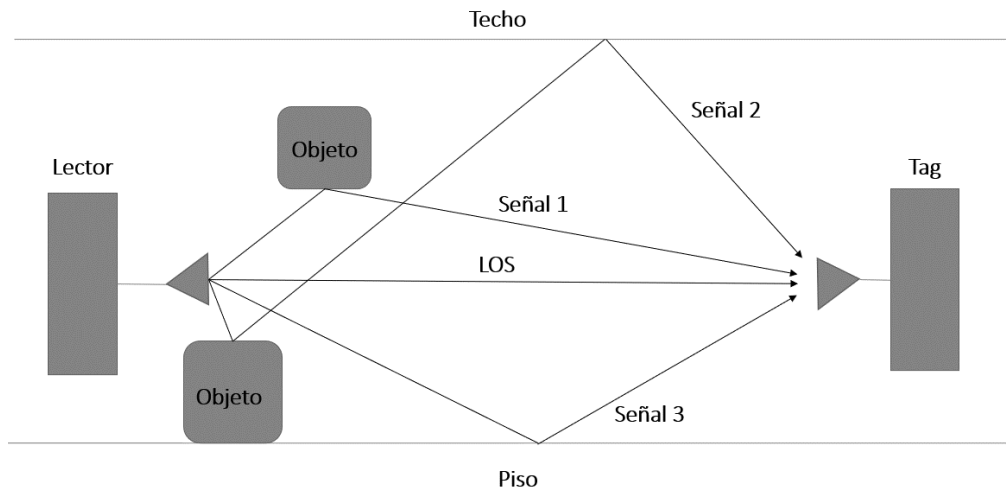 Techo
Señal 2
Objeto
Lector
Tag
Señal 1
LOS
Objeto
Señal 3
Piso